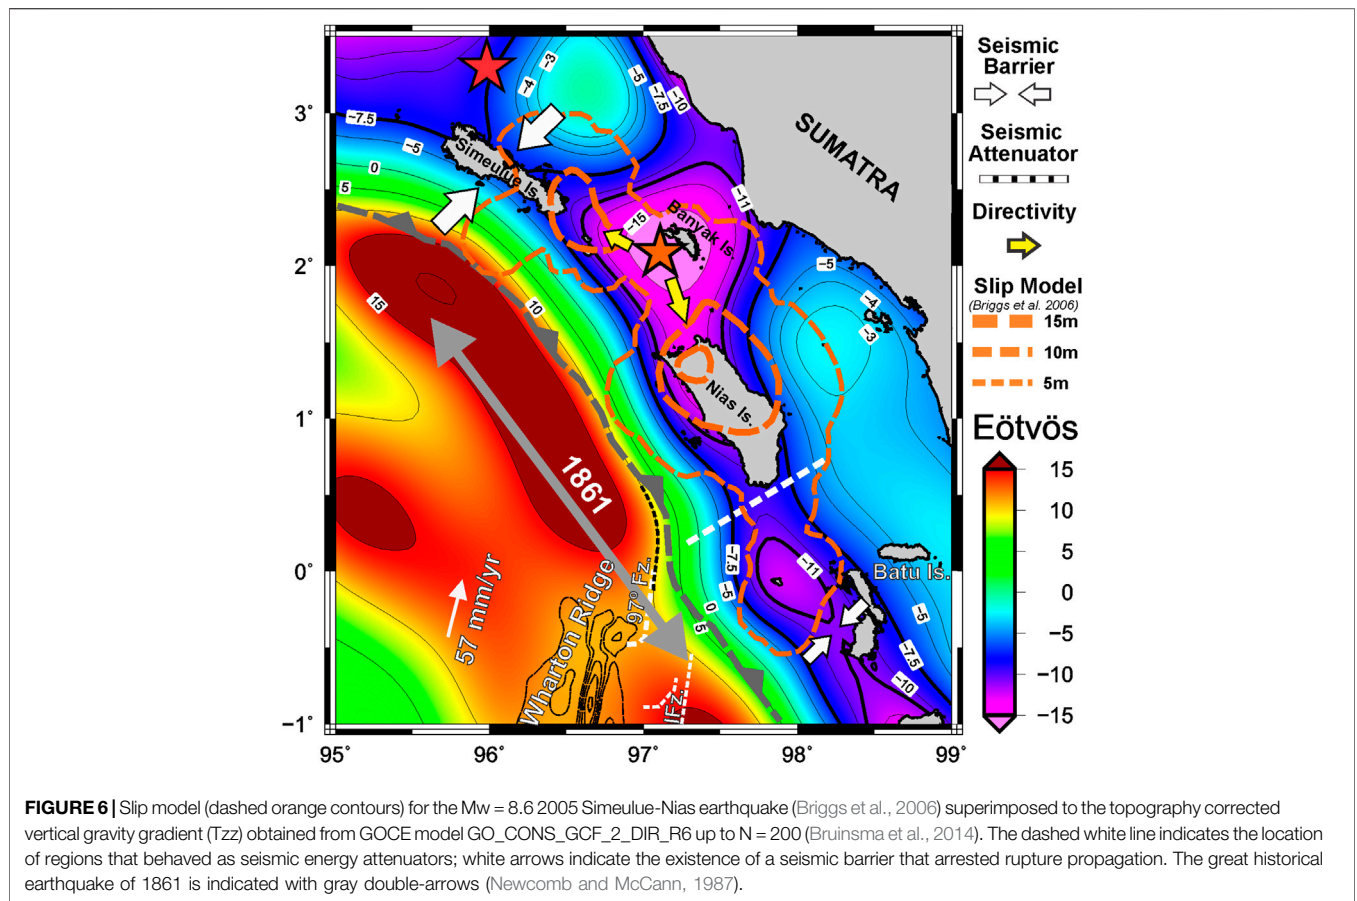 Seismic
Barrier
Seismic
Attenuator
Directivity
Slip Model
(Briggs et al. 2006)
15m
10m
5m
Eötvös
15
10
5
0
−5
−10
−15
SUMATRA
Simeulue Is.
Banyak Is.
Nias Is.
Batu Is.
1861
57 mm/yr
Wharton Ridge
97º Fz.
IFz.
−3
−4
−5
−7.5
−10
−7.5
−5
0
5
−11
−15
−5
−4
−3
10
15
−7.5
−5
0
5
−11
−5
−7.5
−10
3˚
2˚
1˚
0˚
−1˚
95˚
96˚
97˚
98˚
99˚
FIGURE 6 | Slip model (dashed orange contours) for the Mw = 8.6 2005 Simeulue-Nias earthquake (Briggs et al., 2006) superimposed to the topography corrected
vertical gravity gradient (Tzz) obtained from GOCE model GO_CONS_GCF_2_DIR_R6 up to N = 200 (Bruinsma et al., 2014). The dashed white line indicates the location
of regions that behaved as seismic energy attenuators; white arrows indicate the existence of a seismic barrier that arrested rupture propagation. The great historical
earthquake of 1861 is indicated with gray double-arrows (Newcomb and McCann, 1987).